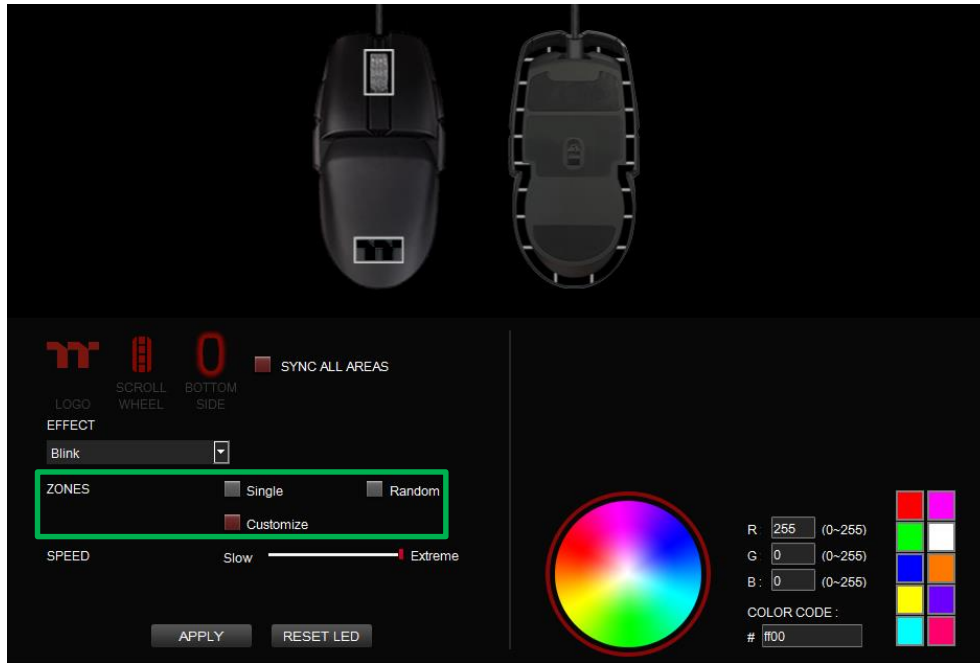 SYNC ALL AREAS
LOGO
SCROLL WHEEL
BOTTOM SIDE
EFFECT
Blink
ZONES
Single
Random
Customize
SPEED
Slow
Extreme
APPLY
RESET LED
R: 255 (0~255)
G: 0 (0~255)
B: 0 (0~255)
COLOR CODE :
# ff00